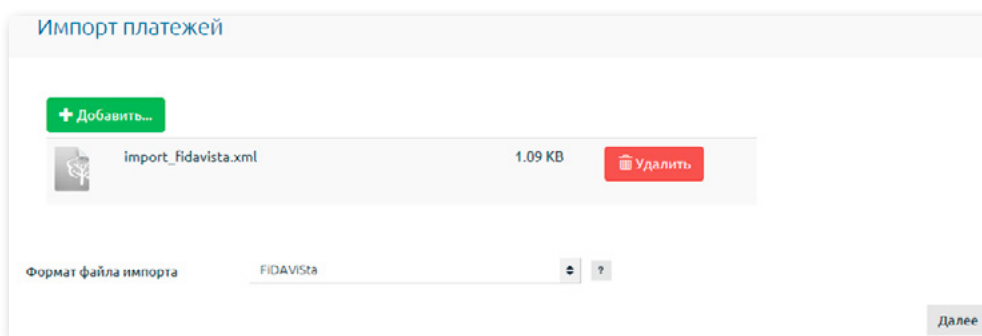 Импорт платежей
+ Добавить...
import_fidavista.xml 1.09 KB Удалить
Формат файла импорта FiDAViSta ?
Далее